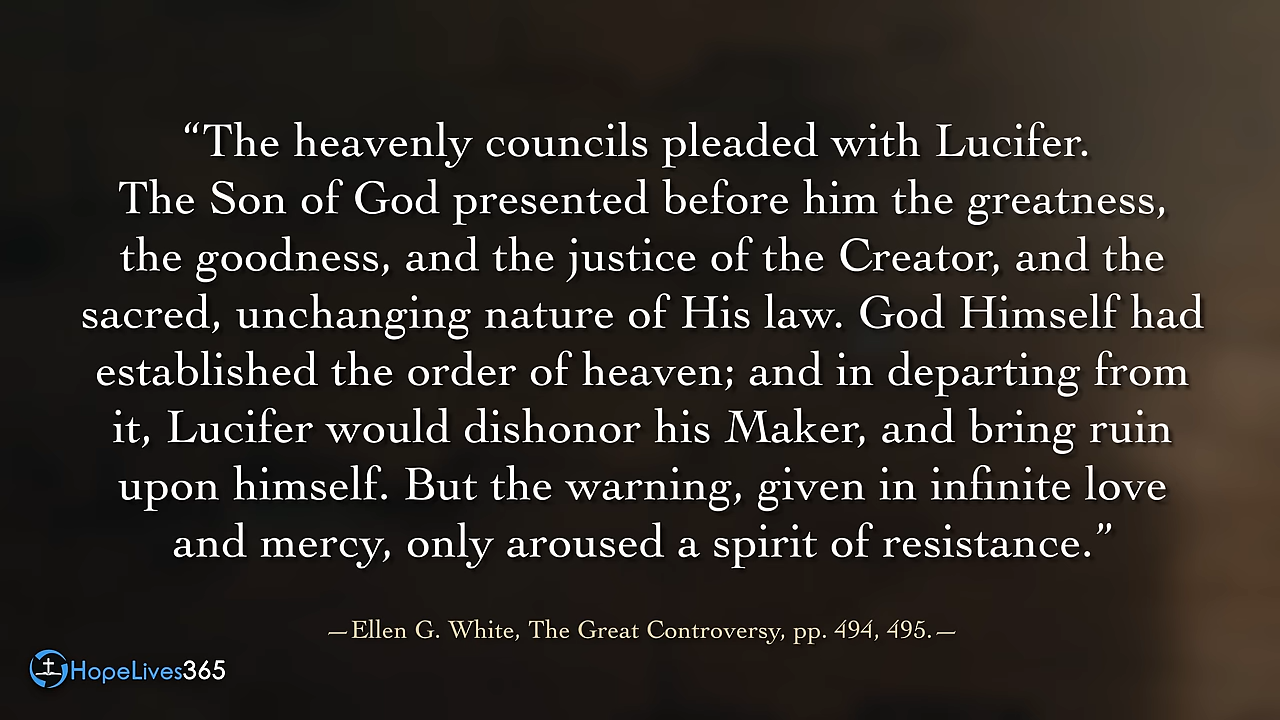 “The heavenly councils pleaded with Lucifer.
The Son of God presented before him the greatness,
the goodness, and the justice of the Creator, and the
sacred, unchanging nature of His law. God Himself had
established the order of heaven; and in departing from
it, Lucifer would dishonor his Maker, and bring ruin
upon himself. But the warning, given in infinite love
and mercy, only aroused a spirit of resistance.”
—Ellen G. White, The Great Controversy, pp. 494, 495.—
HopeLives365